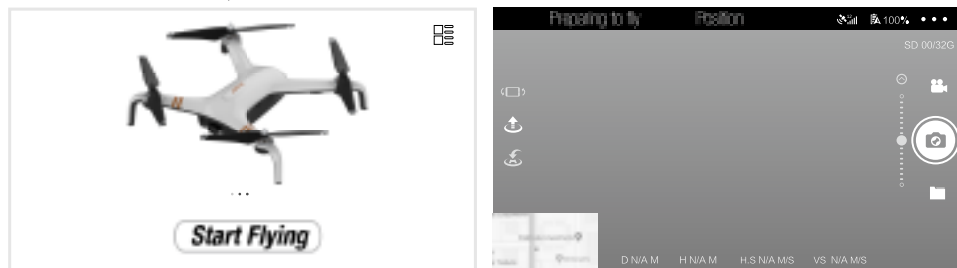 Start Flying
Preparing to fly
Position
100%
SD 00/32G
D N/A M
H N/A M
H.S N/A M/S
VS N/A M/S